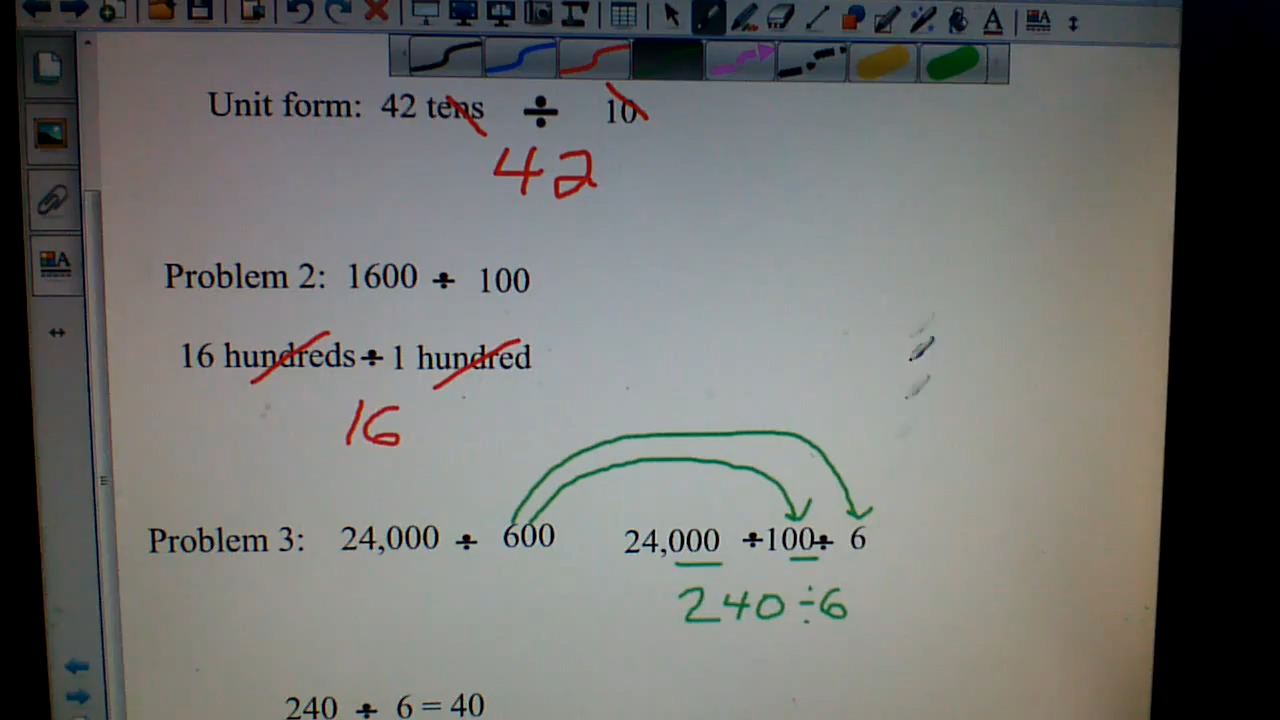 Unit form: 42 tens ÷ 10
42
Problem 2: 1600 ÷ 100
16 hundreds ÷ 1 hundred
16
Problem 3: 24,000 ÷ 600 24,000 ÷100÷ 6
240÷6
240 ÷ 6 = 40